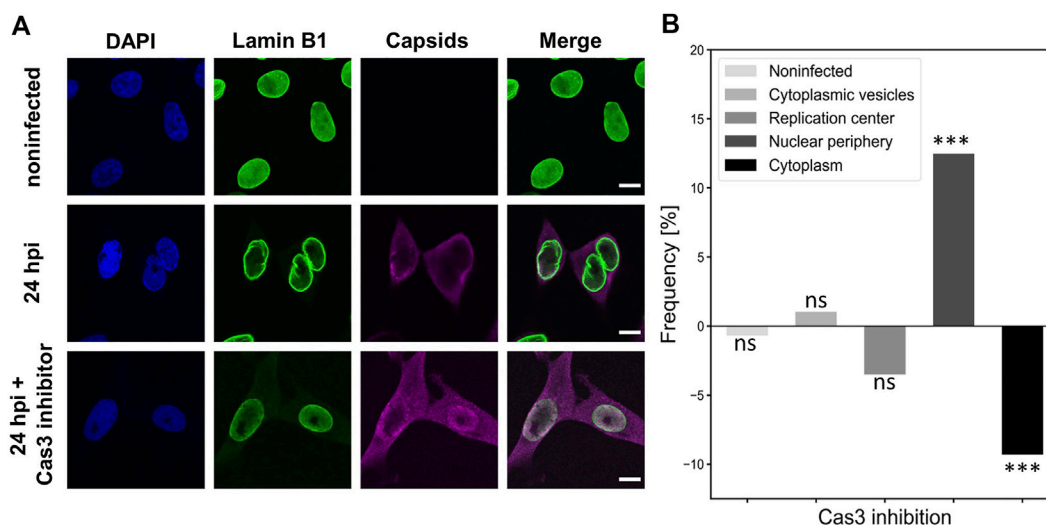 A
DAPI
Lamin B1
Capsids
Merge
noninfected
24 hpi
24 hpi +
Cas3 inhibitor
B
20
15
10
5
0
−5
−10
Frequency [%]
Noninfected
Cytoplasmic vesicles
Replication center
Nuclear periphery
Cytoplasm
ns
ns
ns
***
***
Cas3 inhibition